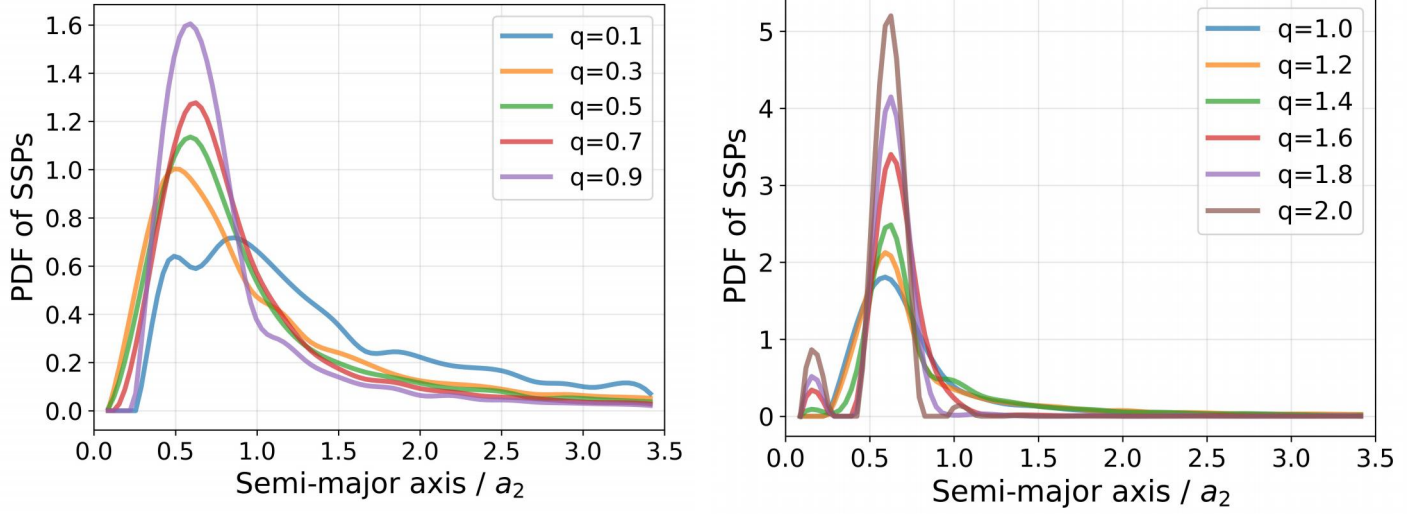 PDF of SSPs
1.6
1.4
1.2
1.0
0.8
0.6
0.4
0.2
0.0
0.0 0.5 1.0 1.5 2.0 2.5 3.0 3.5
Semi-major axis / a₂
q=0.1
q=0.3
q=0.5
q=0.7
q=0.9
PDF of SSPs
5
4
3
2
1
0
0.0 0.5 1.0 1.5 2.0 2.5 3.0 3.5
Semi-major axis / a₂
q=1.0
q=1.2
q=1.4
q=1.6
q=1.8
q=2.0